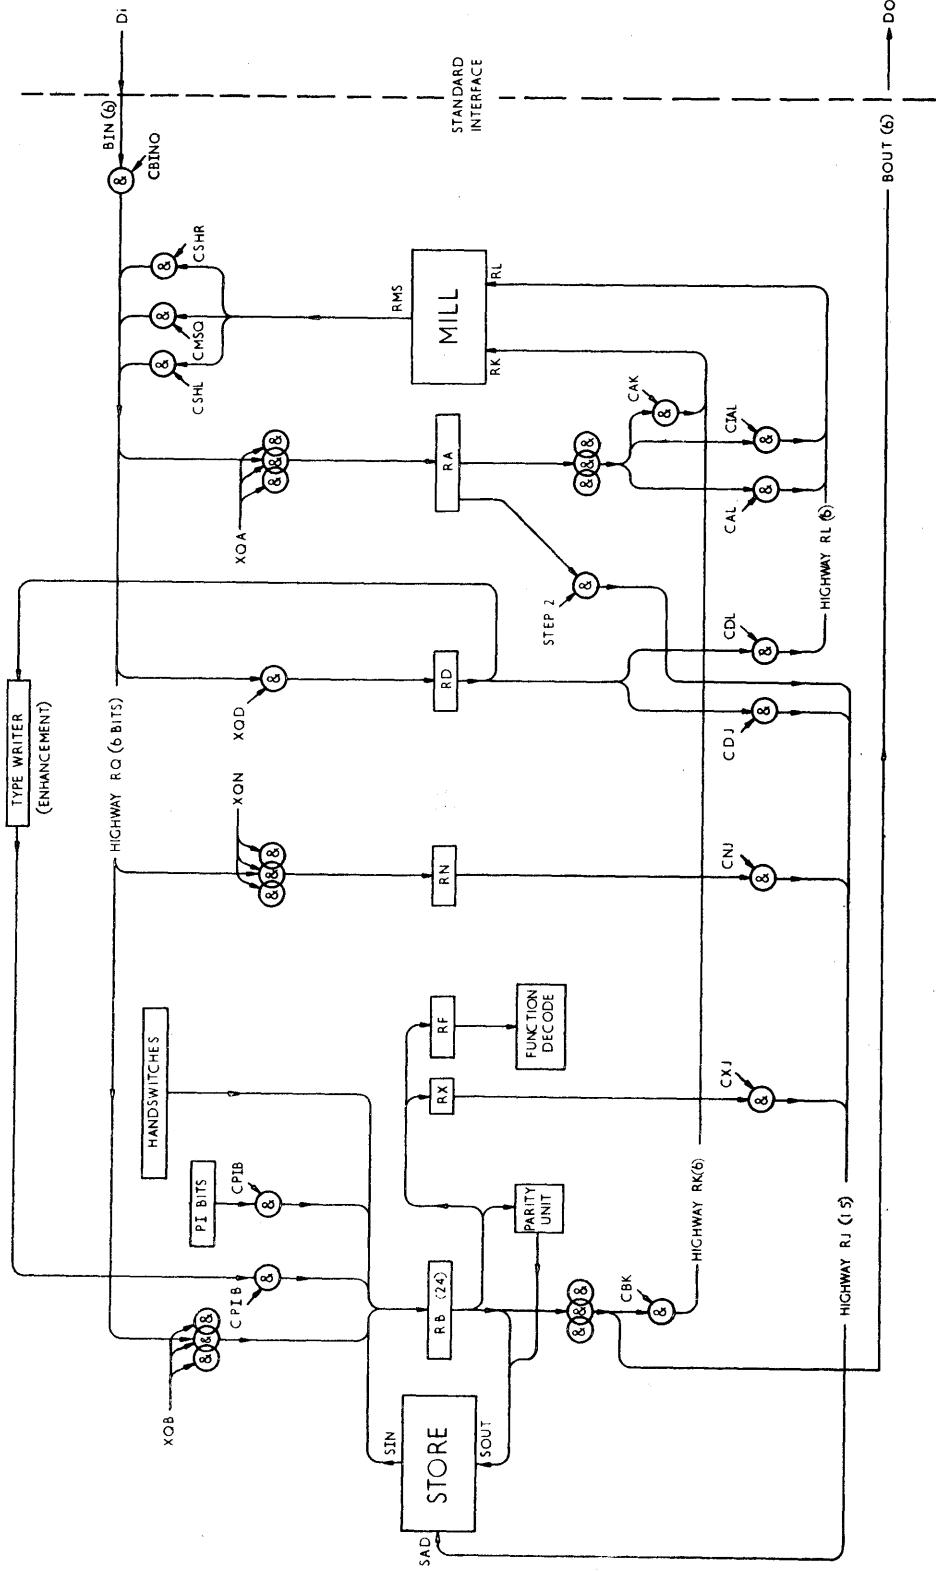 Di
BIN (6)
STANDARD
INTERFACE
BOUT (6)
DO
&
CBINQ
&
CSHR
&
CMSQ
&
CSHL
RMS
MILL
RK
RL
XQA
&
&
&
RA
&
&
&
&
CAK
&
CIAL
&
CAL
HIGHWAY RL (6)
STEP 2
&
TYPE WRITER
(ENHANCEMENT)
HIGHWAY RQ (6 BITS)
XQD
&
RD
CDL
&
CDJ
&
XQN
&
&
&
RN
CNJ
&
HANDSWITCHES
PI BITS
CPIB
&
CPIB
&
XQB
&
&
&
RF
FUNCTION
DECODE
RX
CXJ
&
RB (24)
PARITY
UNIT
&
&
&
CBK
&
HIGHWAY RK(6)
HIGHWAY RJ (15)
SIN
STORE
SOUT
SAD